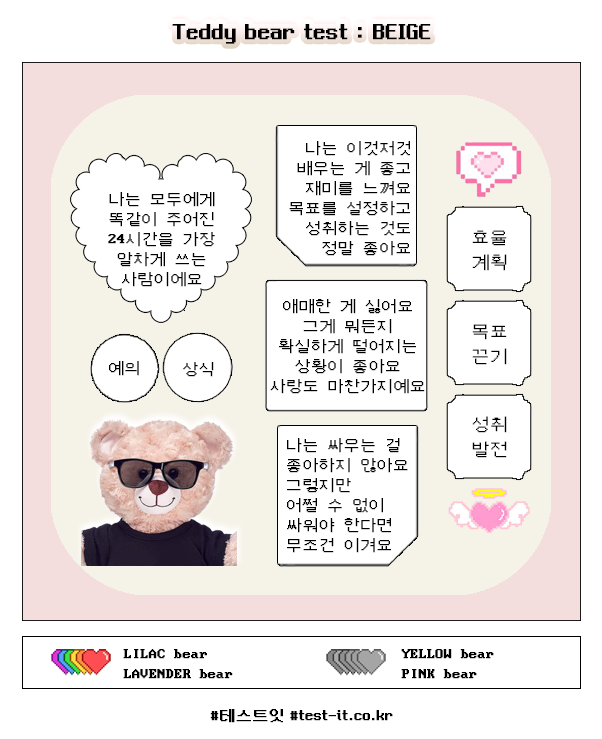 Teddy bear test : BEIGE
나는 모두에게
똑같이 주어진
24시간을 가장
알차게 쓰는
사람이에요
예의
상식
나는 이것저것
배우는 게 좋고
재미를 느껴요
목표를 설정하고
성취하는 것도
정말 좋아요
애매한 게 싫어요
그게 뭐든지
확실하게 떨어지는
상황이 좋아요
사랑도 마찬가지예요
나는 싸우는 걸
좋아하지 않아요
그렇지만
어쩔 수 없이
싸워야 한다면
무조건 이겨요
효율
계획
목표
끈기
성취
발전
LILAC bear
LAVENDER bear
YELLOW bear
PINK bear
#테스트잇 #test-it.co.kr